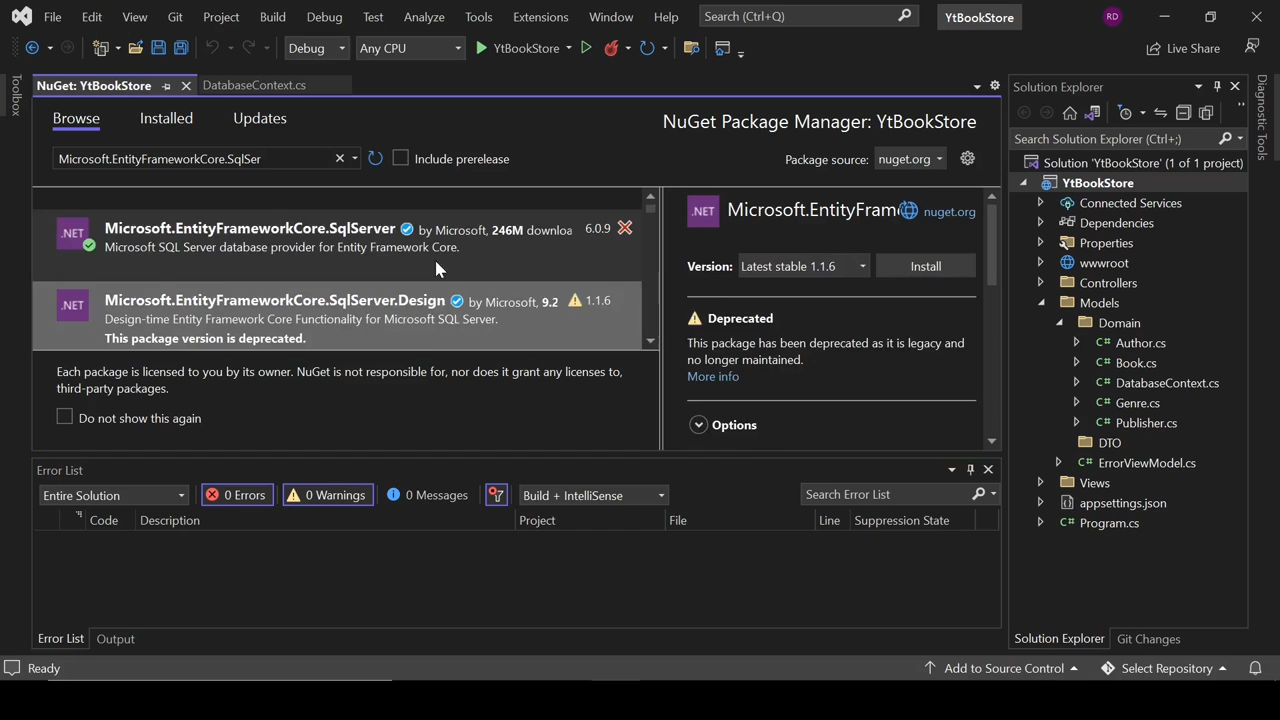 File Edit View Git Project Build Debug Test Analyze Tools Extensions Window Help Search (Ctrl+Q) YtBookStore RD
Debug Any CPU YtBookStore Live Share
Toolbox
NuGet: YtBookStore DatabaseContext.cs
Browse Installed Updates
NuGet Package Manager: YtBookStore
Microsoft.EntityFrameworkCore.SqlSer Include prerelease
Package source: nuget.org
.NET
Microsoft.EntityFrameworkCore.SqlServer by Microsoft, 246M downloa 6.0.9
Microsoft SQL Server database provider for Entity Framework Core.
.NET
Microsoft.EntityFrameworkCore.SqlServer.Design by Microsoft, 9.2 1.1.6
Design-time Entity Framework Core Functionality for Microsoft SQL Server.
This package version is deprecated.
Each package is licensed to you by its owner. NuGet is not responsible for, nor does it grant any licenses to,
third-party packages.
Do not show this again
.NET Microsoft.EntityFram nuget.org
Version: Latest stable 1.1.6 Install
Deprecated
This package has been deprecated as it is legacy and
no longer maintained.
More info
Options
Error List
Entire Solution 0 Errors 0 Warnings 0 Messages Build + IntelliSense Search Error List
Code Description Project File Line Suppression State
Error List Output
Solution Explorer
Search Solution Explorer (Ctrl+;)
Solution 'YtBookStore' (1 of 1 project)
YtBookStore
Connected Services
Dependencies
Properties
wwwroot
Controllers
Models
Domain
C# Author.cs
C# Book.cs
C# DatabaseContext.cs
C# Genre.cs
C# Publisher.cs
DTO
C# ErrorViewModel.cs
Views
appsettings.json
C# Program.cs
Solution Explorer Git Changes
Diagnostic Tools
Ready Add to Source Control Select Repository